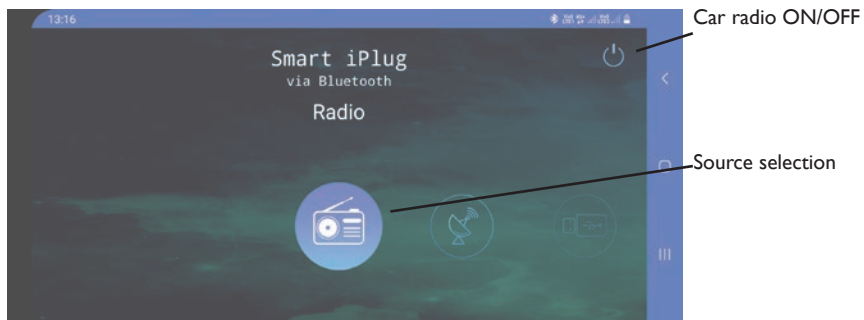 13:16
Car radio ON/OFF
Smart iPlug
via Bluetooth
Radio
Source selection